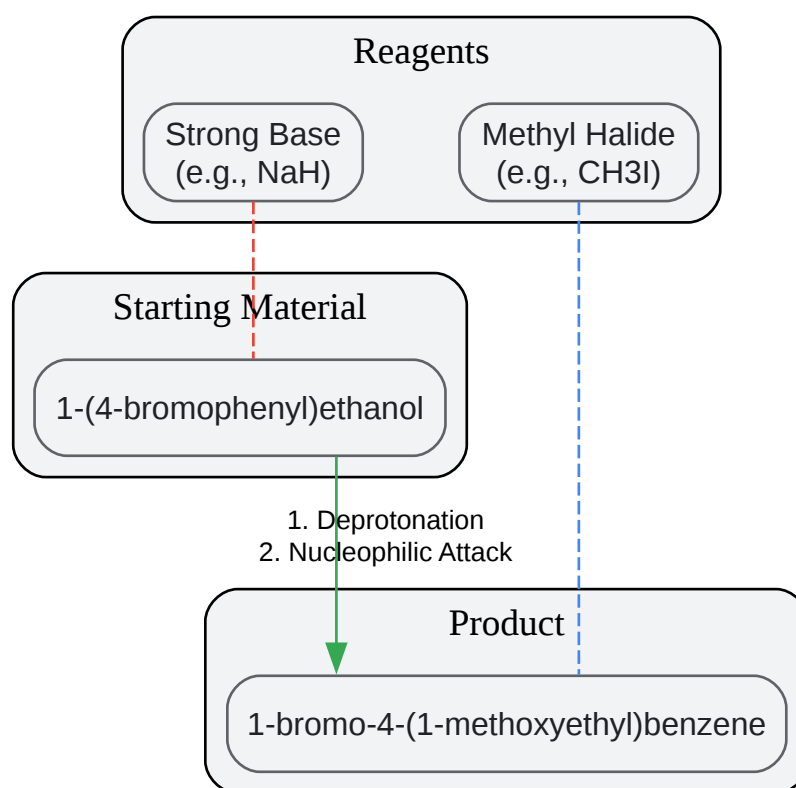 Reagents
Strong Base
(e.g., NaH)
Methyl Halide
(e.g., CH3I)
Starting Material
1-(4-bromophenyl)ethanol
1. Deprotonation
2. Nucleophilic Attack
Product
1-bromo-4-(1-methoxyethyl)benzene